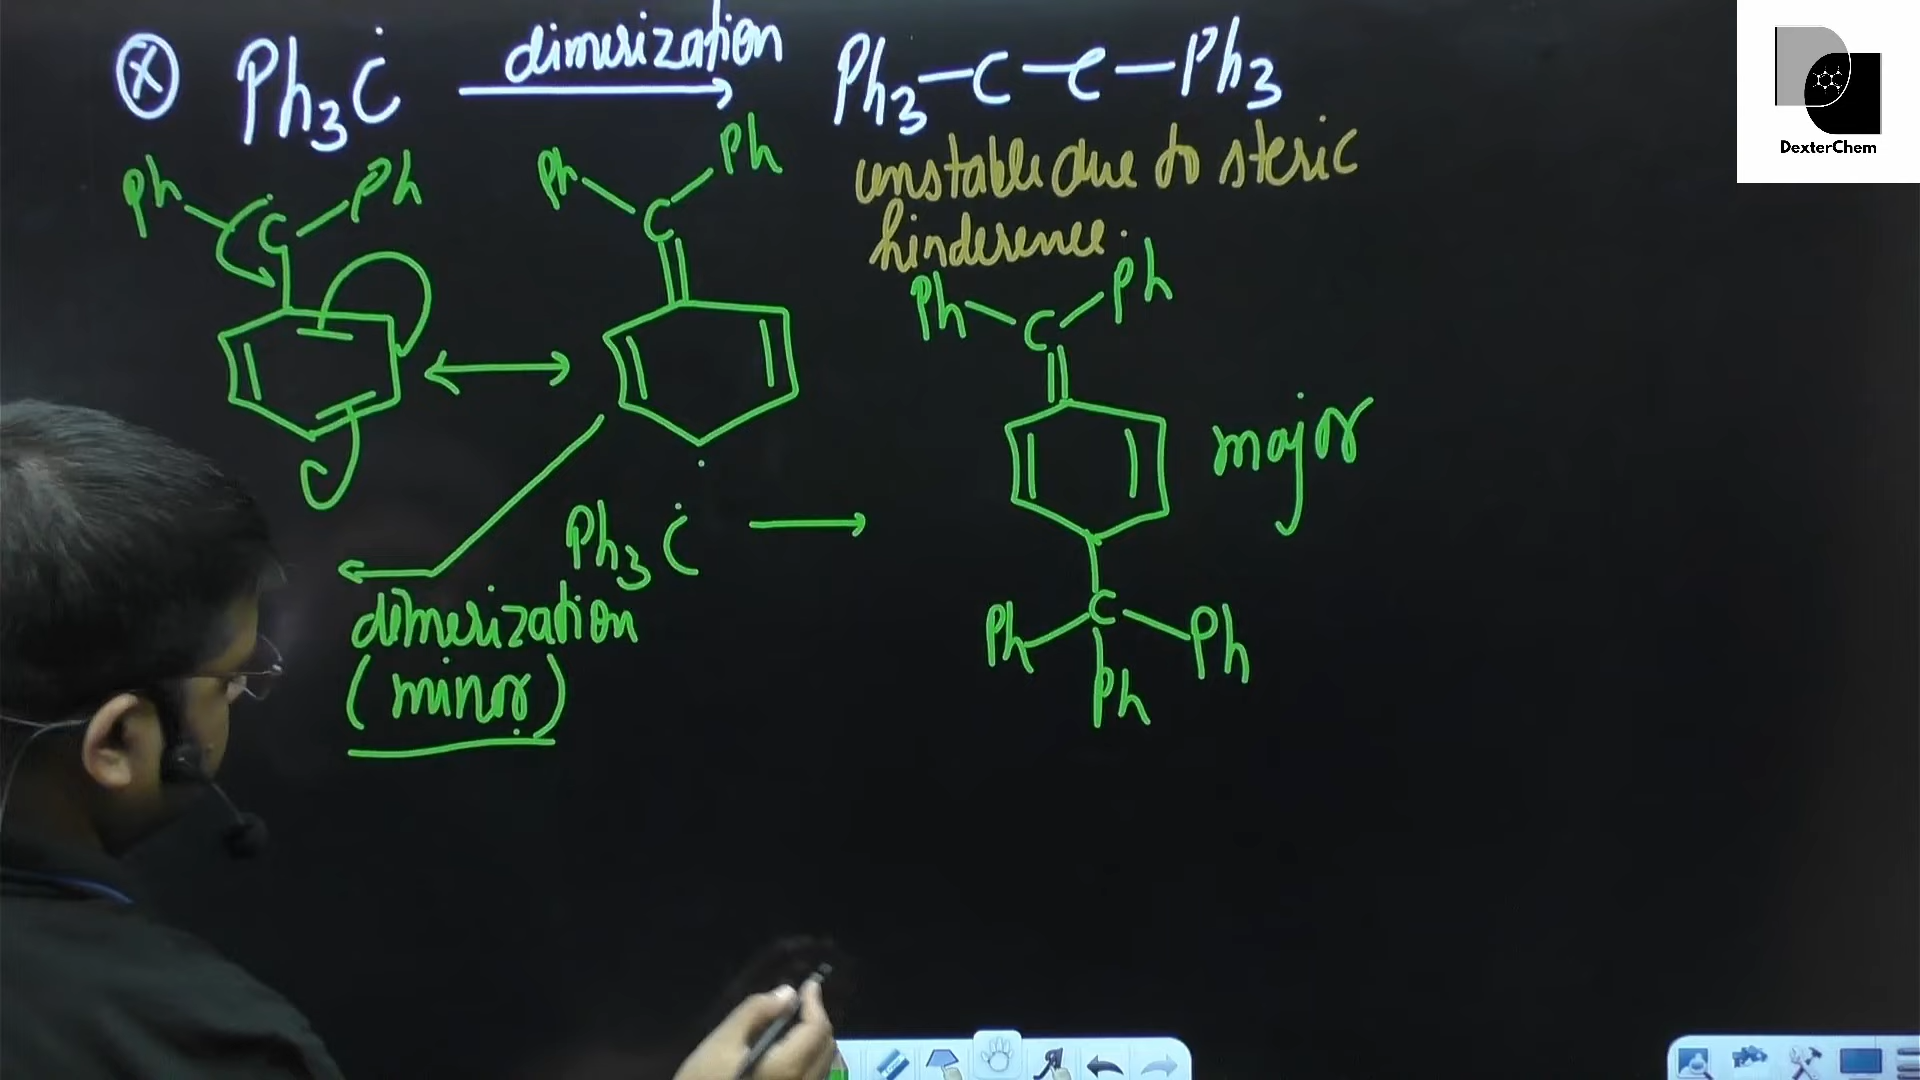 Ⓧ Ph3Ċ dimerization Ph3–C–C–Ph3
unstable due to steric
hinderence.
Ph Ph
C
Ph Ph
C
Ph Ph
C
major
Ph3Ċ
dimerization
(minor)
C
Ph Ph
Ph
DexterChem